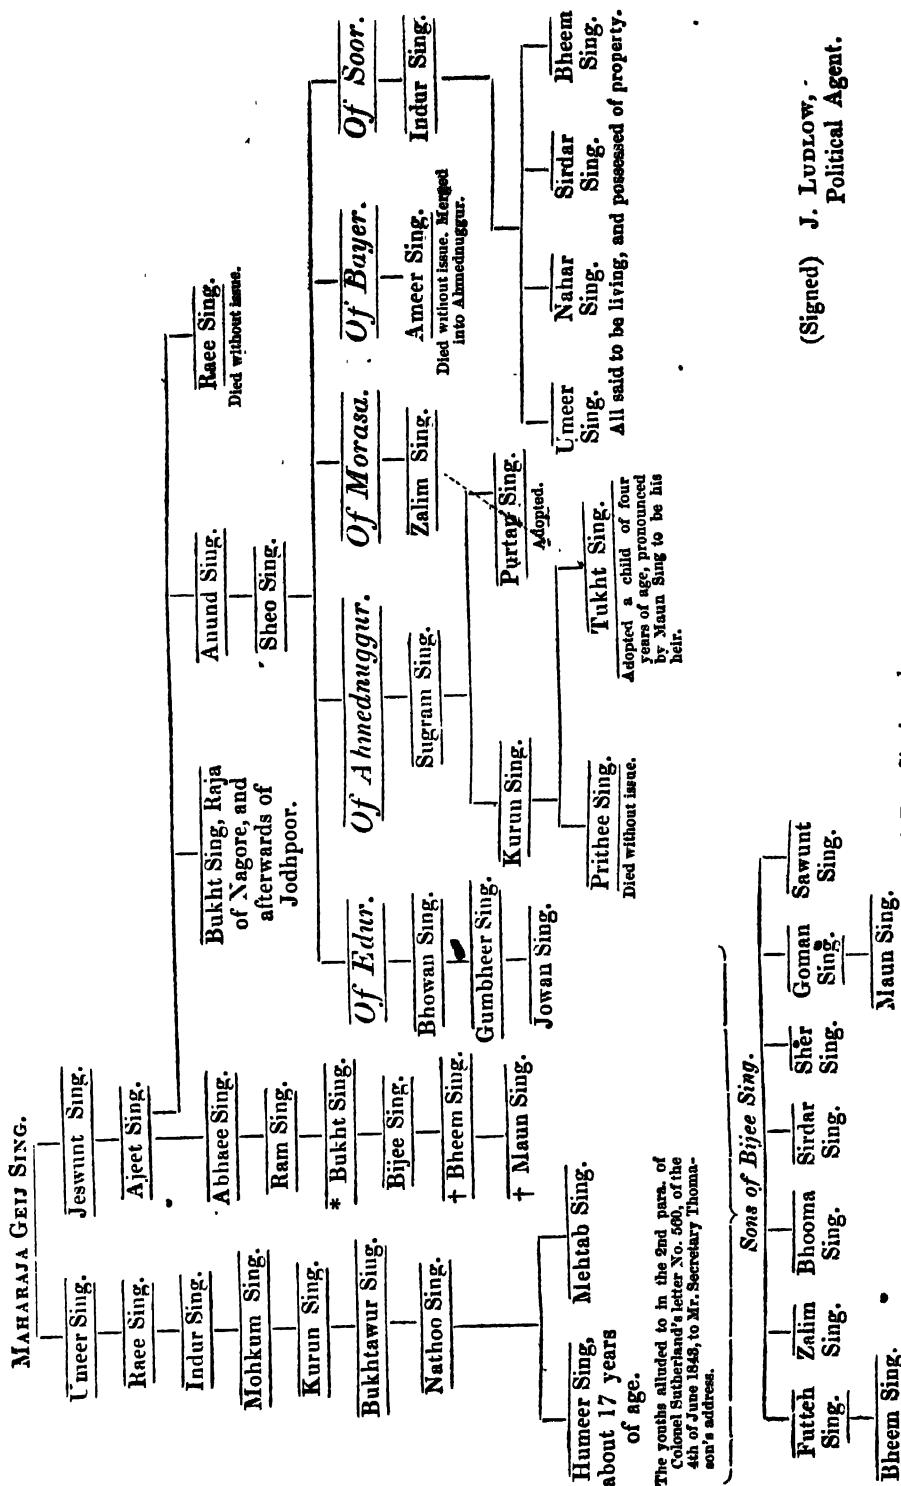 MAHARAJA GEIJ SING.
Umeer Sing.
Raee Sing.
Indur Sing.
Mohkum Sing.
Kurun Sing.
Bukhtawur Sing.
Nathoo Sing.
Humeer Sing,
about 17 years
of age.
Mehtab Sing.
The youths alluded to in the 2nd para. of
Colonel Sutherland's letter No. 560, of the
4th of June 1843, to Mr. Secretary Thoma-
son's address.
Jeswunt Sing.
Ajeet Sing.
Abhaee Sing.
Ram Sing.
* Bukht Sing.
Bijee Sing.
† Bheem Sing.
† Maun Sing.
Bukht Sing, Raja
of Nagore, and
afterwards of
Jodhpoor.
Anund Sing.
Sheo Sing.
Raee Sing.
Died without issue.
Of Edur.
Bhowan Sing.
Gumbheer Sing.
Jowan Sing.
Of Ahmednuggur.
Sugram Sing.
Kurun Sing.
Prithee Sing.
Died without issue.
Tukht Sing.
Adopted a child of four
years of age, pronounced
by Maun Sing to be his
heir.
Of Morasa.
Zalim Sing.
Purtap Sing.
Adopted.
Of Bayer.
Ameer Sing.
Died without issue. Merged
into Ahmednuggur.
Of Soor.
Indur Sing.
Umeer
Sing.
Nahar
Sing.
Sirdar
Sing.
Bheem
Sing.
All said to be living, and possessed of property.
Sons of Bijee Sing.
Futteh
Sing.
Bheem Sing.
Zalim
Sing.
Bhooma
Sing.
Sirdar
Sing.
Sher
Sing.
Goman
Sing.
Maun Sing.
Sawunt
Sing.
(Signed) J. LUDLOW,
Political Agent.